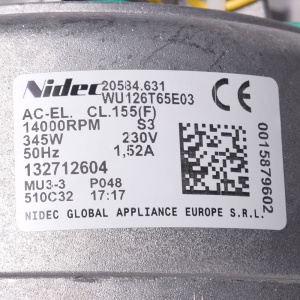 Nidec 20584.631
WU126T65E03
AC-EL. CL.155(F)
14000RPM S3
345W 230V
50Hz 1,52A
132712604
MU3-3 P048
510C32 17:17
NIDEC GLOBAL APPLIANCE EUROPE S.R.L.
CE
0015879602